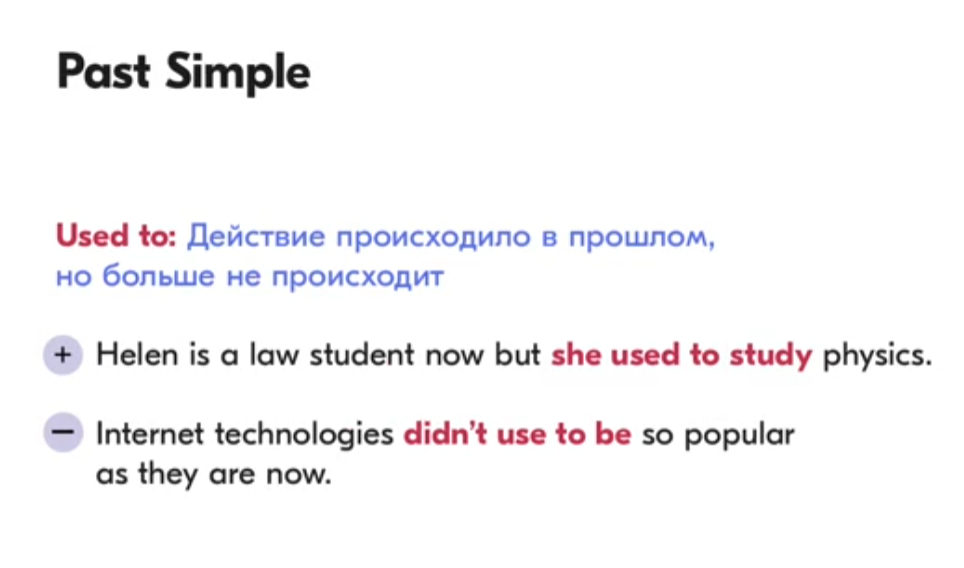 Past Simple
Used to: Действие происходило в прошлом,
но больше не происходит
+ Helen is a law student now but she used to study physics.
– Internet technologies didn’t use to be so popular
as they are now.